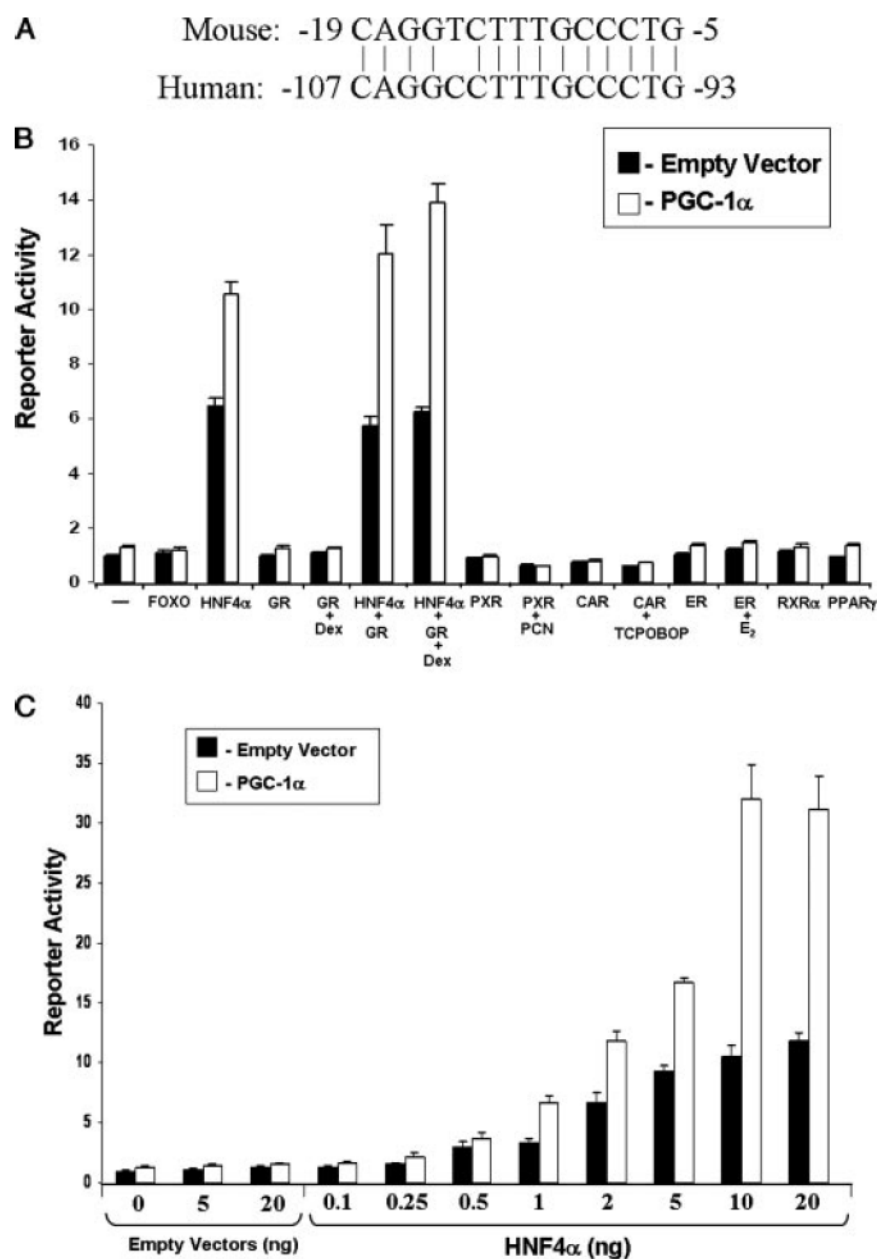 A
Mouse: -19 CAGGTCTTTGCCCTG -5
Human: -107 CAGGCCTTTGCCCTG -93
B
16
14
12
10
8
6
4
2
0
Reporter Activity
- Empty Vector
- PGC-1α
—
FOXO
HNF4α
GR
GR
+
Dex
HNF4α
+
GR
HNF4α
+
GR
+
Dex
PXR
PXR
+
PCN
CAR
CAR
+
TCPOBOP
ER
ER
+
E₂
RXRα
PPARγ
C
40
35
30
25
20
15
10
5
0
Reporter Activity
- Empty Vector
- PGC-1α
0 5 20 0.1 0.25 0.5 1 2 5 10 20
Empty Vectors (ng) HNF4α (ng)